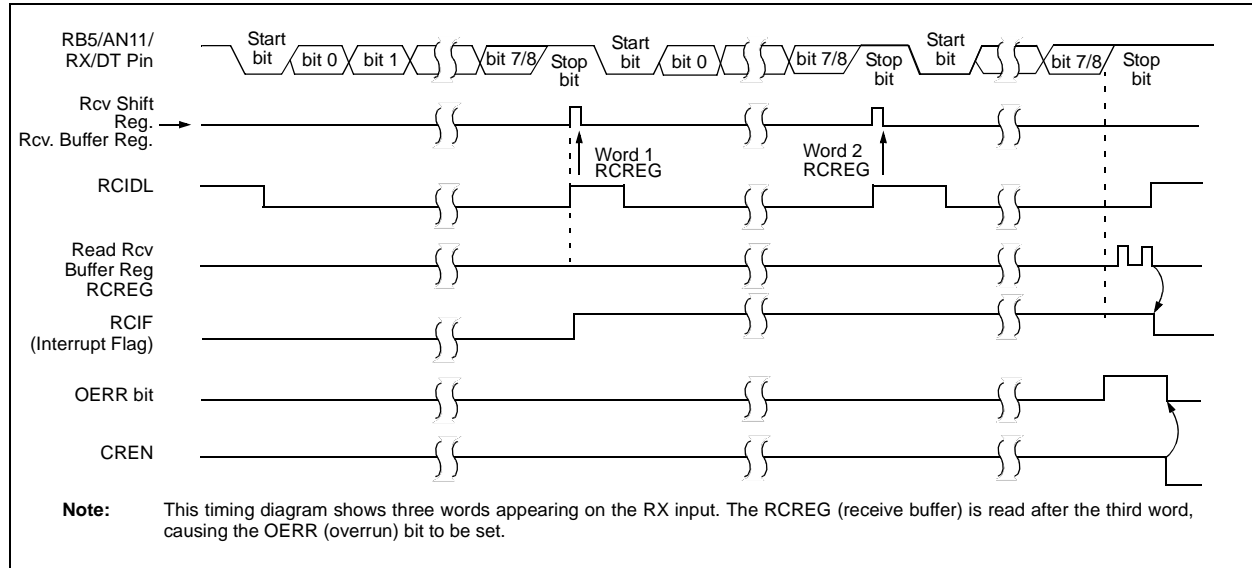 RB5/AN11/
RX/DT Pin
Start
bit
bit 0
bit 1
bit 7/8
Stop
bit
Start
bit
bit 0
bit 7/8
Stop
bit
Start
bit
bit 7/8
Stop
bit
Rcv Shift
Reg.
Rcv. Buffer Reg.
Word 1
RCREG
Word 2
RCREG
RCIDL
Read Rcv
Buffer Reg
RCREG
RCIF
(Interrupt Flag)
OERR bit
CREN
Note: This timing diagram shows three words appearing on the RX input. The RCREG (receive buffer) is read after the third word,
causing the OERR (overrun) bit to be set.